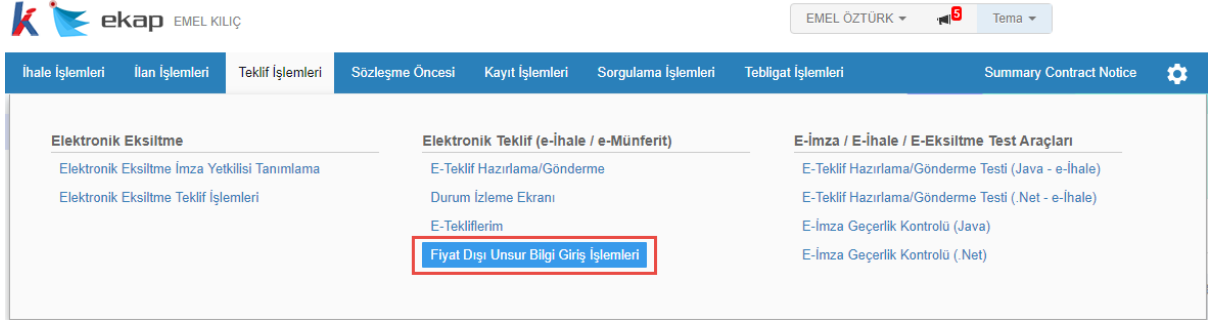 ekap EMEL KILIÇ
EMEL ÖZTÜRK 5 Tema
İhale İşlemleri İlan İşlemleri Teklif İşlemleri Sözleşme Öncesi Kayıt İşlemleri Sorgulama İşlemleri Tebligat İşlemleri Summary Contract Notice
Elektronik Eksiltme
Elektronik Eksiltme İmza Yetkilisi Tanımlama
Elektronik Eksiltme Teklif İşlemleri
Elektronik Teklif (e-İhale / e-Münferit)
E-Teklif Hazırlama/Gönderme
Durum İzleme Ekranı
E-Tekliflerim
Fiyat Dışı Unsur Bilgi Giriş İşlemleri
E-İmza / E-İhale / E-Eksiltme Test Araçları
E-Teklif Hazırlama/Gönderme Testi (Java - e-İhale)
E-Teklif Hazırlama/Gönderme Testi (.Net - e-İhale)
E-İmza Geçerlik Kontrolü (Java)
E-İmza Geçerlik Kontrolü (.Net)